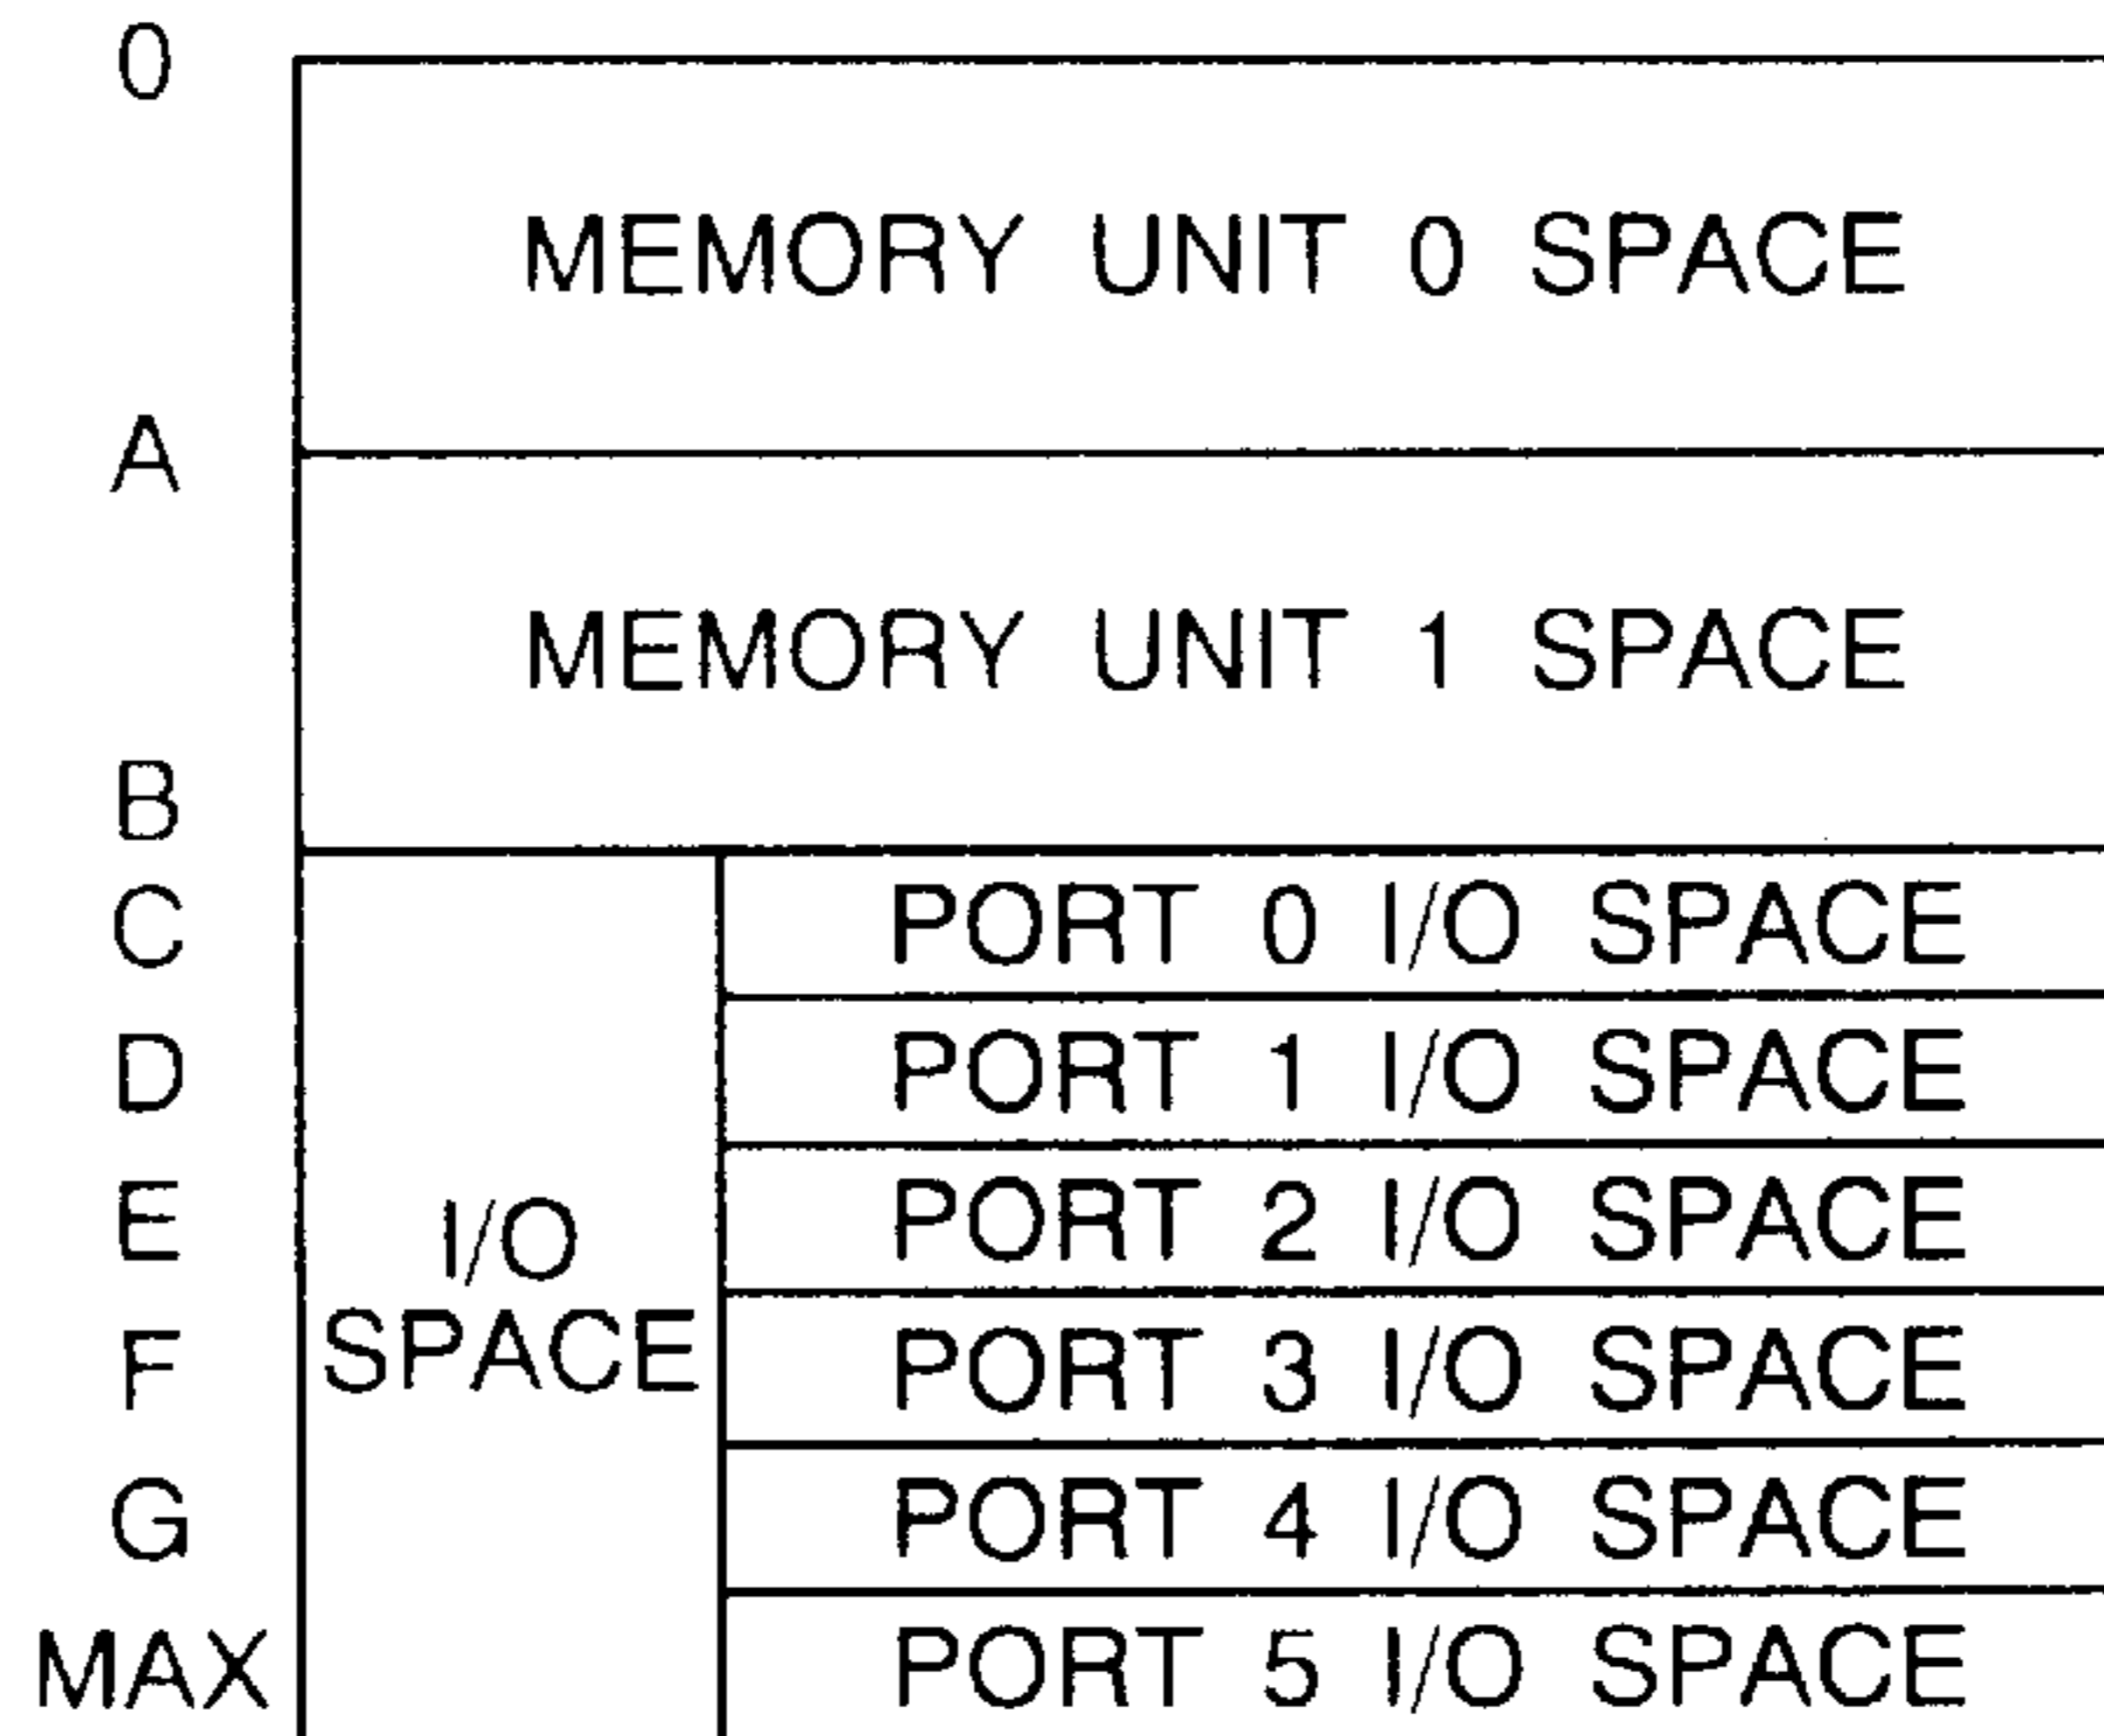 0
MEMORY UNIT 0 SPACE
A
MEMORY UNIT 1 SPACE
B
C PORT 0 I/O SPACE
D PORT 1 I/O SPACE
E PORT 2 I/O SPACE
I/O
SPACE
F PORT 3 I/O SPACE
G PORT 4 I/O SPACE
MAX PORT 5 I/O SPACE